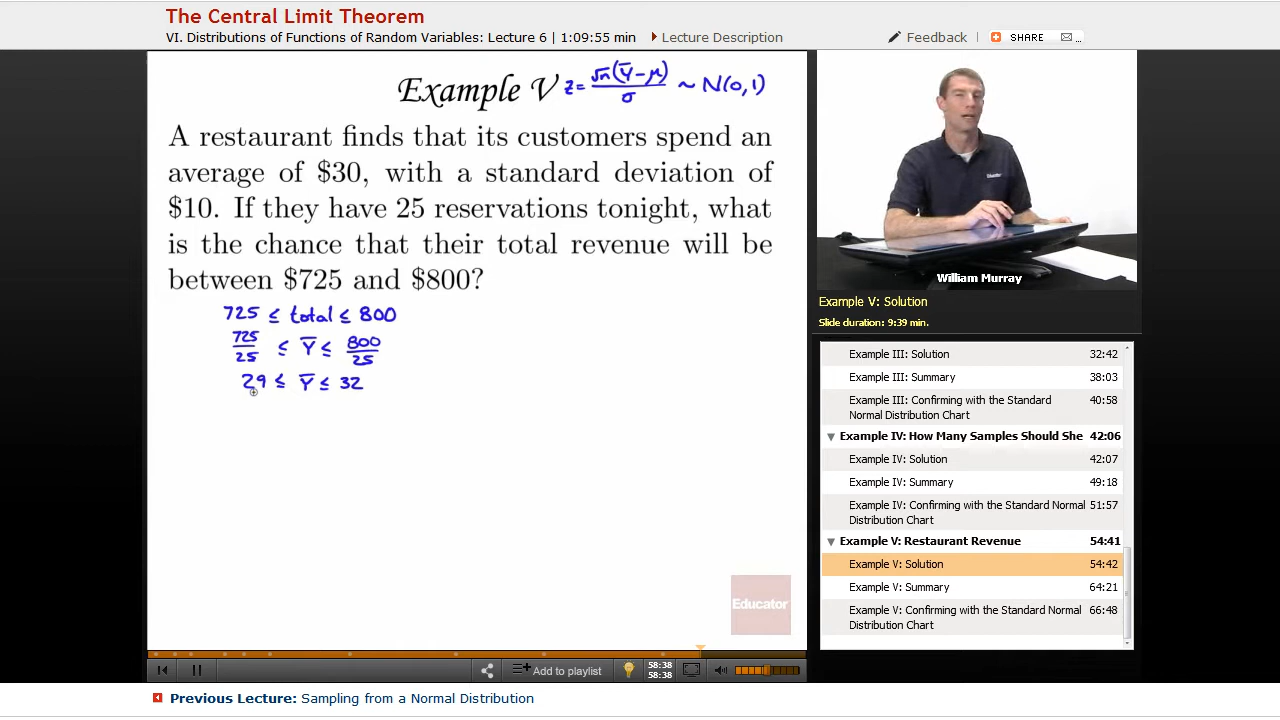 The Central Limit Theorem
VI. Distributions of Functions of Random Variables: Lecture 6 | 1:09:55 min
Lecture Description
Feedback
SHARE
Example V
z = √n(Ȳ-μ)/σ ~ N(0,1)
A restaurant finds that its customers spend an
average of $30, with a standard deviation of
$10. If they have 25 reservations tonight, what
is the chance that their total revenue will be
between $725 and $800?
725 ≤ total ≤ 800
725/25 ≤ Ȳ ≤ 800/25
29 ≤ Ȳ ≤ 32
Educator
Educator
William Murray
Example V: Solution
Slide duration: 9:39 min.
Example III: Solution 32:42
Example III: Summary 38:03
Example III: Confirming with the Standard 40:58
Normal Distribution Chart
Example IV: How Many Samples Should She 42:06
Example IV: Solution 42:07
Example IV: Summary 49:18
Example IV: Confirming with the Standard Normal 51:57
Distribution Chart
Example V: Restaurant Revenue 54:41
Example V: Solution 54:42
Example V: Summary 64:21
Example V: Confirming with the Standard Normal 66:48
Distribution Chart
Add to playlist
58:38
58:38
Previous Lecture: Sampling from a Normal Distribution